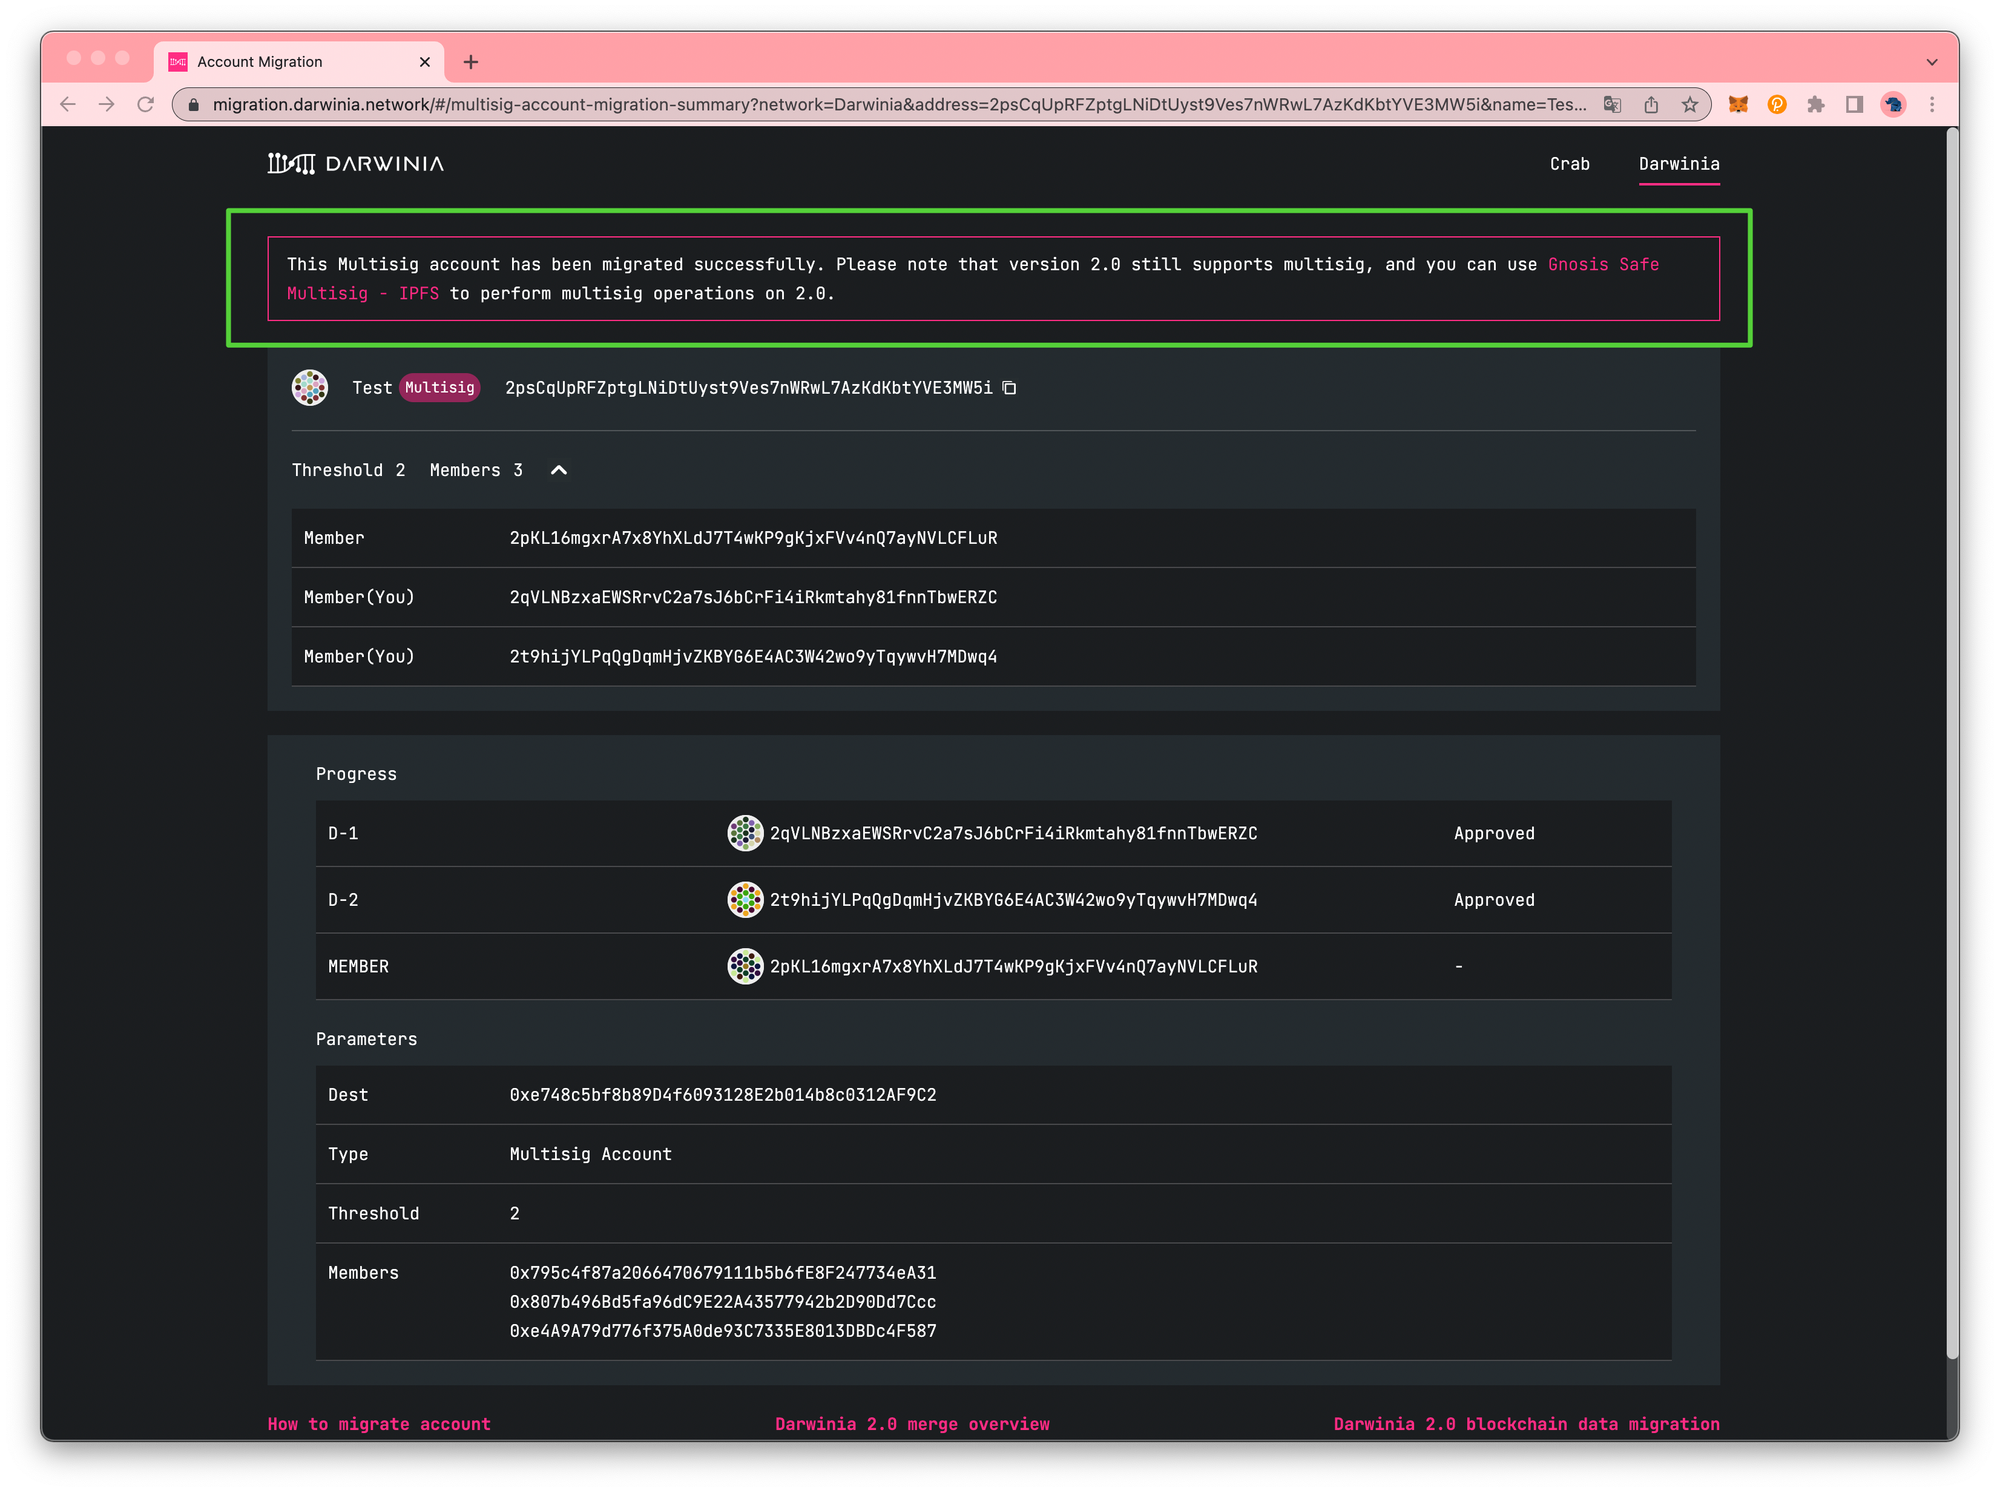 Account Migration
migration.darwinia.network/#/multisig-account-migration-summary?network=Darwinia&address=2psCqUpRFZptgLNiDtUyst9Ves7nWRwL7AzKdKbtYVE3MW5i&name=Tes...
DARWINIA
Crab
Darwinia
This Multisig account has been migrated successfully. Please note that version 2.0 still supports multisig, and you can use Gnosis Safe
Multisig - IPFS to perform multisig operations on 2.0.
Test Multisig 2psCqUpRFZptgLNiDtUyst9Ves7nWRwL7AzKdKbtYVE3MW5i
Threshold 2 Members 3
Member 2pKL16mgxrA7x8YhXLdJ7T4wKP9gKjxFVv4nQ7ayNVLCFLuR
Member(You) 2qVLNBzxaEWSRrvC2a7sJ6bCrFi4iRkmtahy81fnnTbwERZC
Member(You) 2t9hijYLPqQgDqmHjvZKBYG6E4AC3W42wo9yTqywvH7MDwq4
Progress
D-1 2qVLNBzxaEWSRrvC2a7sJ6bCrFi4iRkmtahy81fnnTbwERZC Approved
D-2 2t9hijYLPqQgDqmHjvZKBYG6E4AC3W42wo9yTqywvH7MDwq4 Approved
MEMBER 2pKL16mgxrA7x8YhXLdJ7T4wKP9gKjxFVv4nQ7ayNVLCFLuR -
Parameters
Dest 0xe748c5bf8b89D4f6093128E2b014b8c0312AF9C2
Type Multisig Account
Threshold 2
Members 0x795c4f87a2066470679111b5b6fE8F247734eA31
0x807b496Bd5fa96dC9E22A43577942b2D90Dd7Ccc
0xe4A9A79d776f375A0de93C7335E8013DBDc4F587
How to migrate account
Darwinia 2.0 merge overview
Darwinia 2.0 blockchain data migration